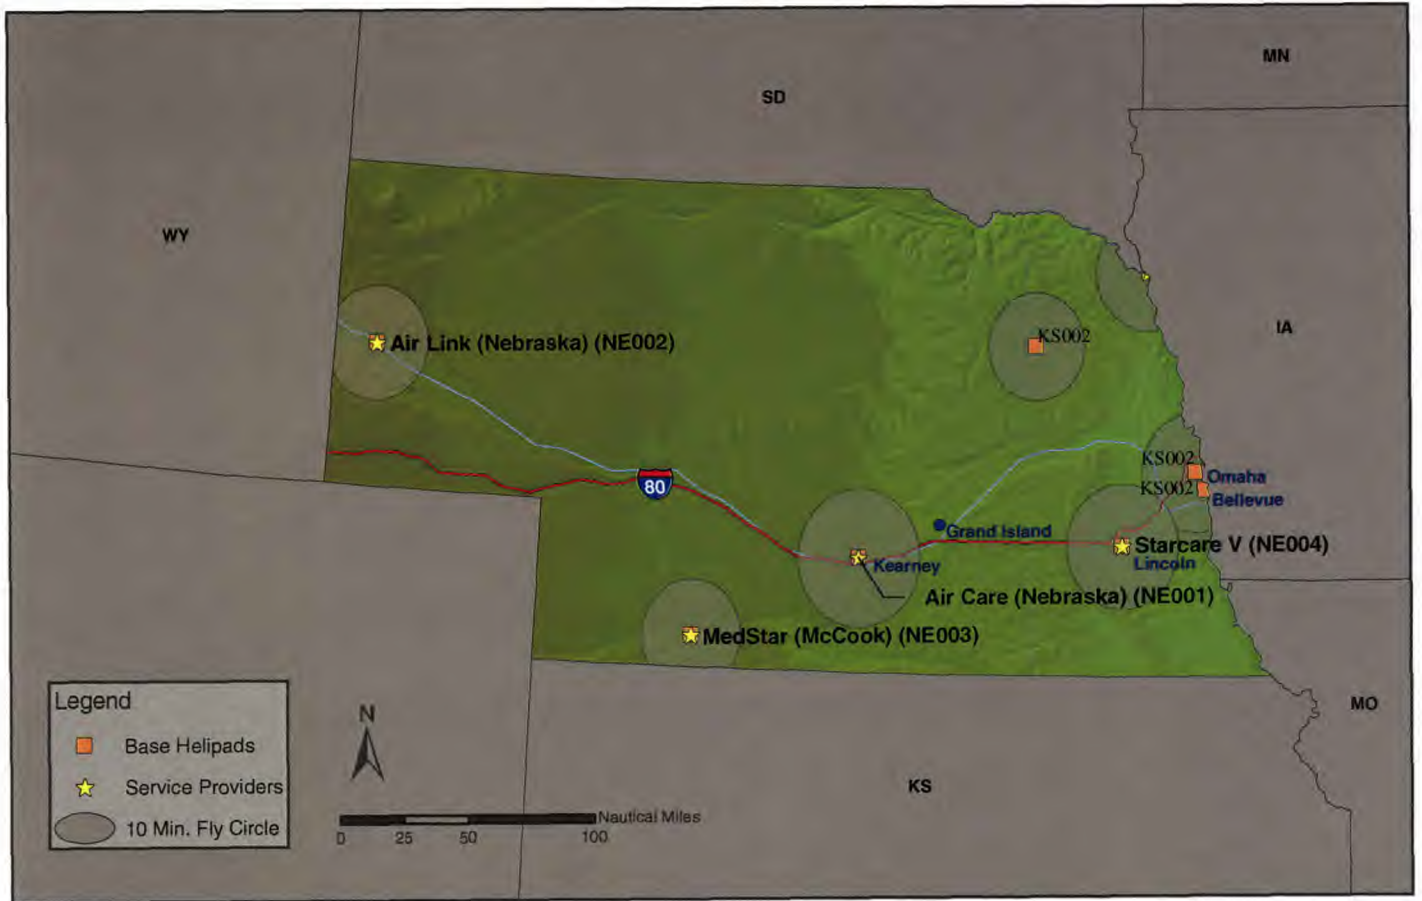 MN
SD
WY
IA
KS002
Air Link (Nebraska) (NE002)
KS002
Omaha
80
KS002
Bellevue
Grand Island
Starcare V (NE004)
Kearney
Lincoln
Air Care (Nebraska) (NE001)
MedStar (McCook) (NE003)
MO
KS
Legend
Base Helipads
Service Providers
10 Min. Fly Circle
N
Nautical Miles
0 25 50 100